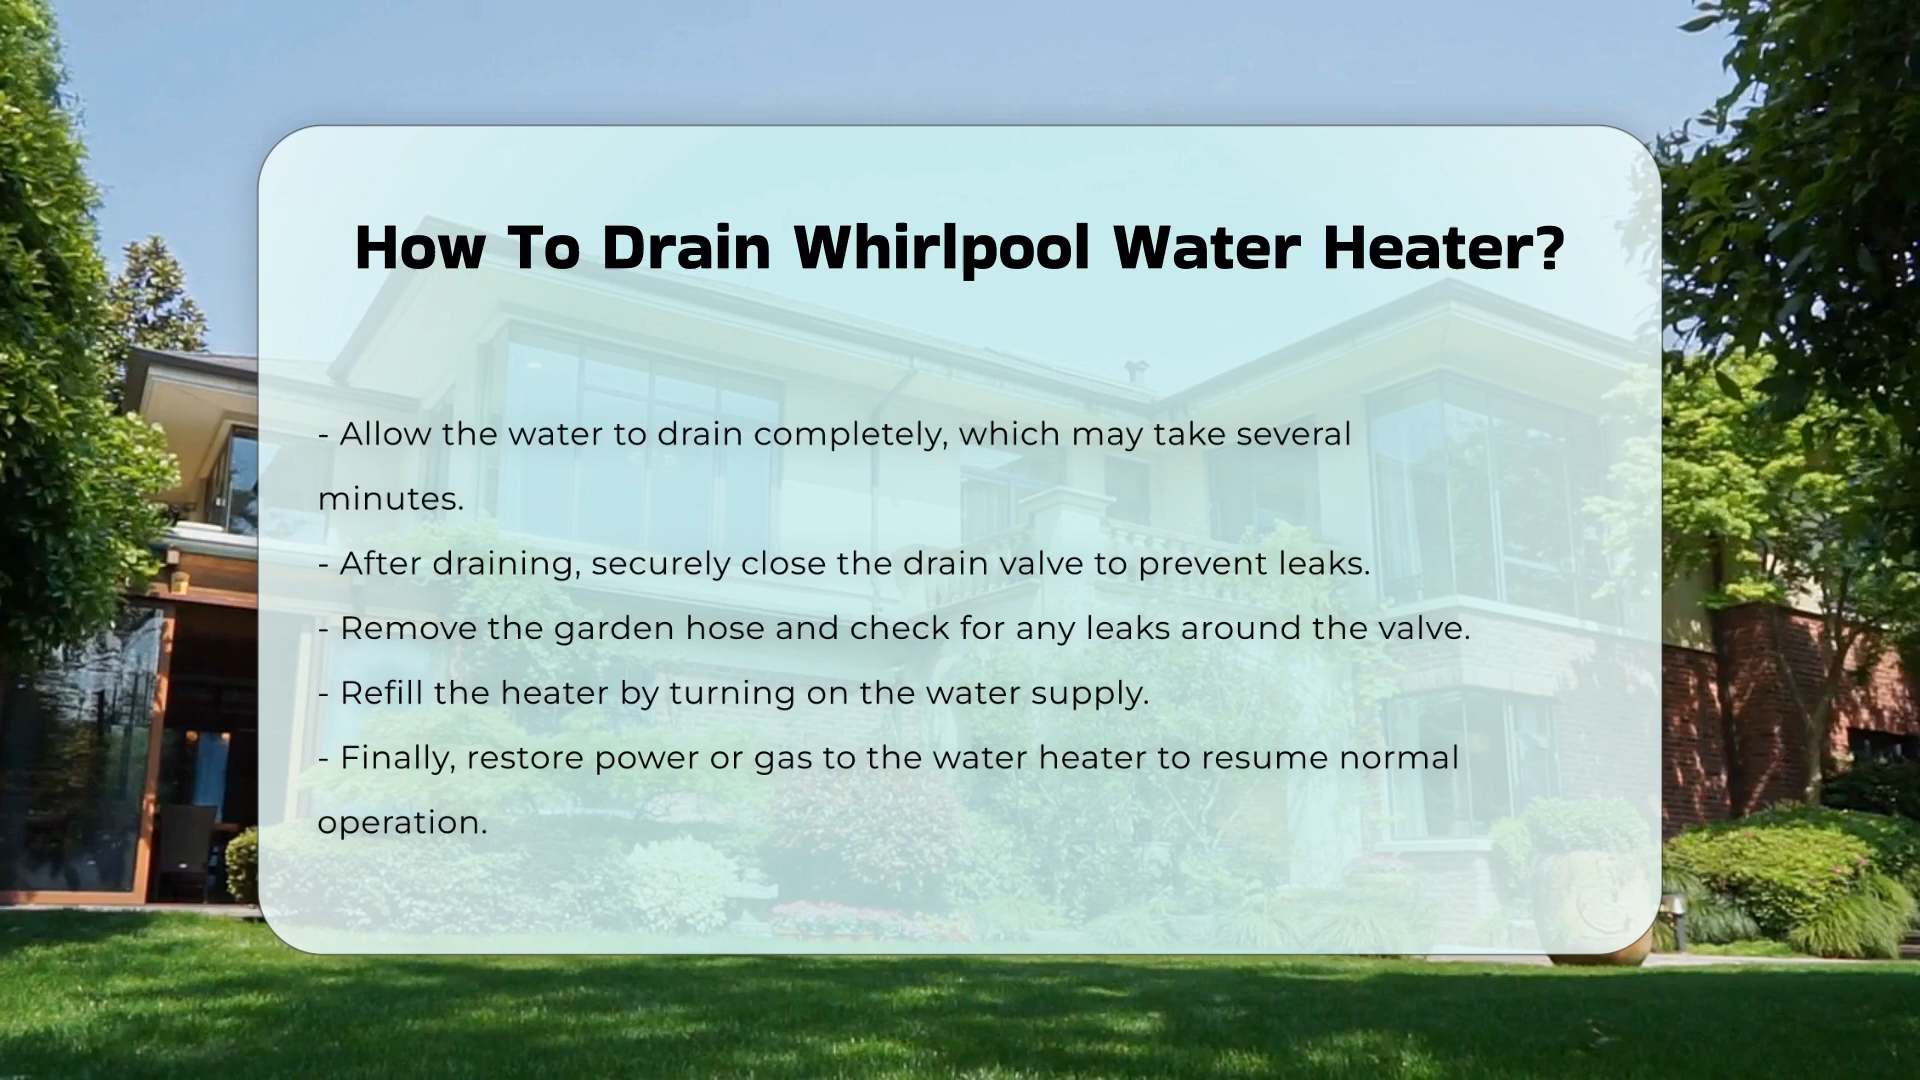 How To Drain Whirlpool Water Heater?
- Allow the water to drain completely, which may take several
minutes.
- After draining, securely close the drain valve to prevent leaks.
- Remove the garden hose and check for any leaks around the valve.
- Refill the heater by turning on the water supply.
- Finally, restore power or gas to the water heater to resume normal
operation.